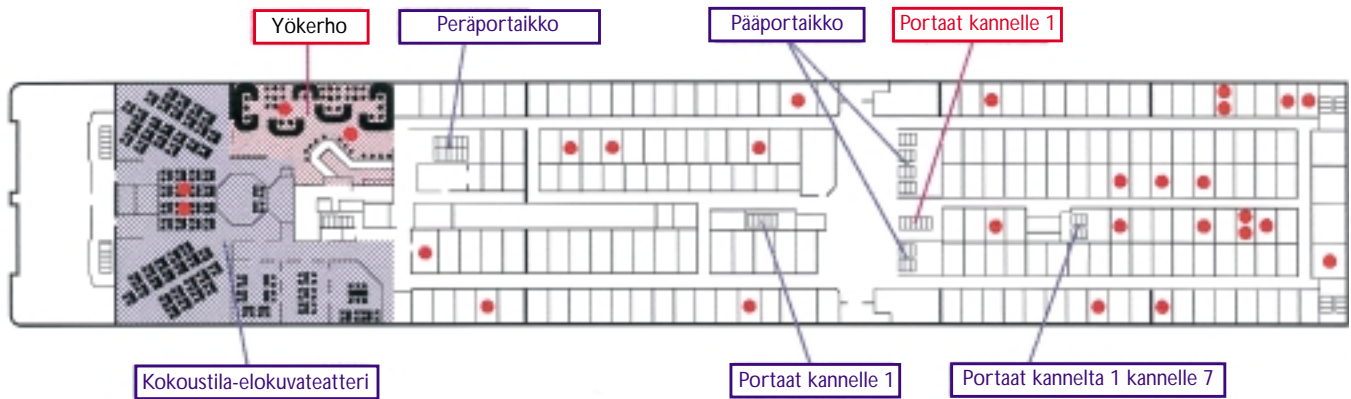 Yökerho
Peräportaikko
Pääportaikko
Portaat kannelle 1
Kokoustila-elokuvateatteri
Portaat kannelle 1
Portaat kannelta 1 kannelle 7